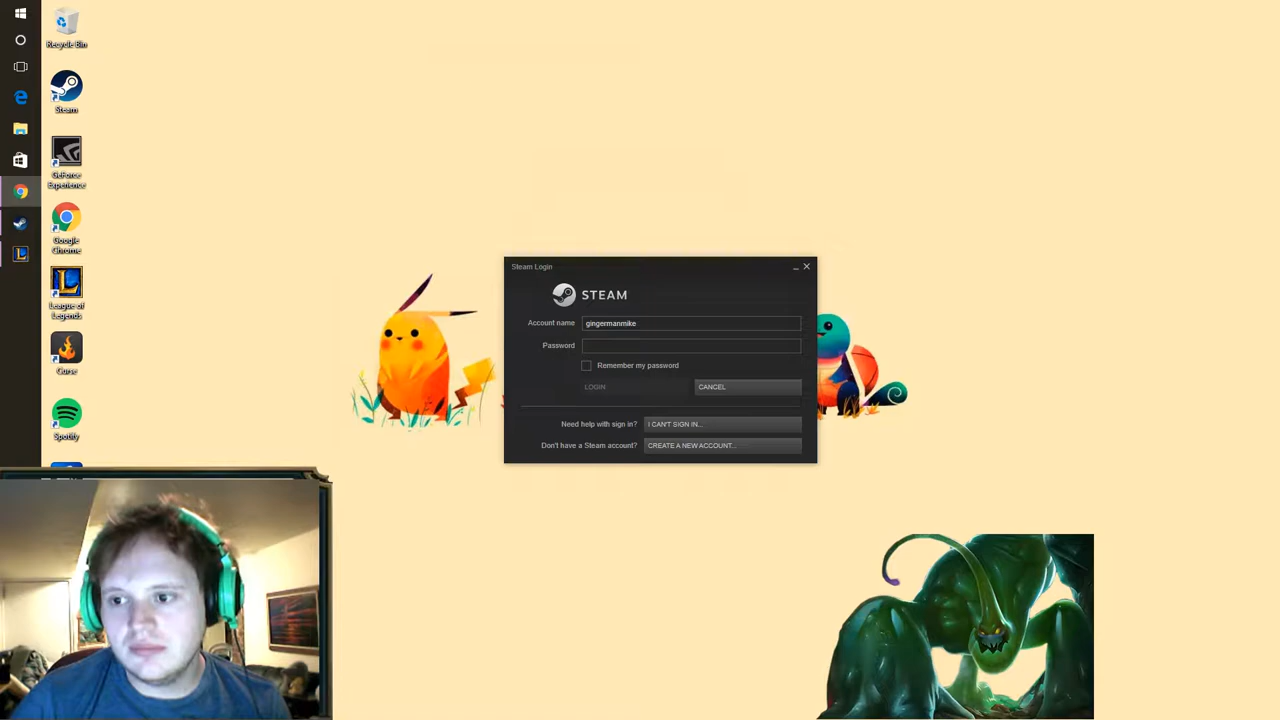 Recycle Bin
Steam
GeForce
Experience
Google
Chrome
League of
Legends
Curse
Spotify
Steam Login
STEAM
Account name
gingermanmike
Password
Remember my password
LOGIN
CANCEL
Need help with sign in?
I CAN'T SIGN IN...
Don't have a Steam account?
CREATE A NEW ACCOUNT...